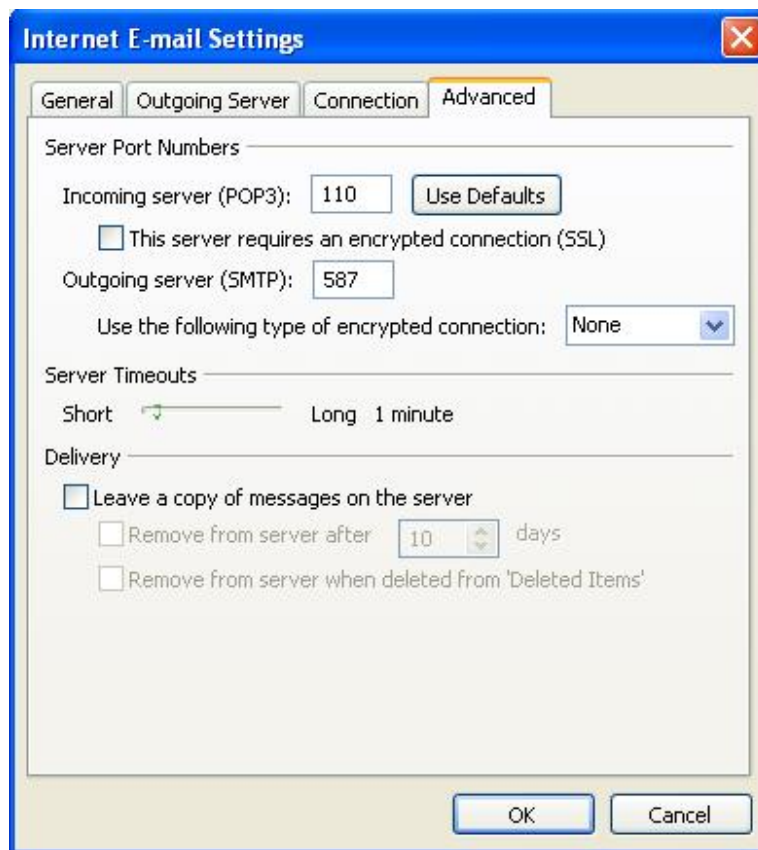 Internet E-mail Settings
General Outgoing Server Connection Advanced
Server Port Numbers
Incoming server (POP3): 110 Use Defaults
This server requires an encrypted connection (SSL)
Outgoing server (SMTP): 587
Use the following type of encrypted connection: None
Server Timeouts
Short Long 1 minute
Delivery
Leave a copy of messages on the server
Remove from server after 10 days
Remove from server when deleted from 'Deleted Items'
OK Cancel